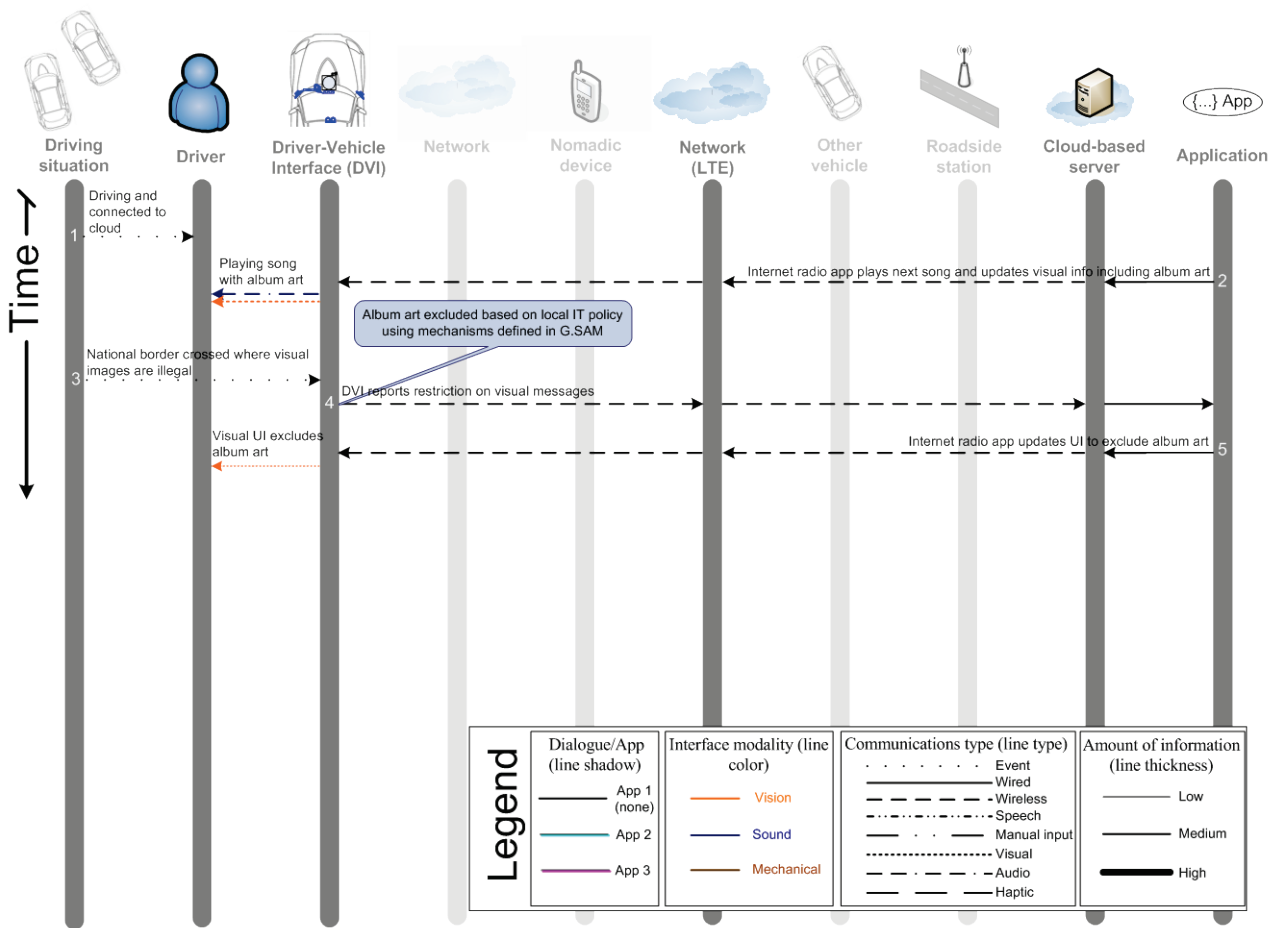 {...} App
Driving
situation
Driver
Driver-Vehicle
Interface (DVI)
Network
Nomadic
device
Network
(LTE)
Other
vehicle
Roadside
station
Cloud-based
server
Application
Time
Driving and
connected to
cloud
1
Playing song
with album art
Internet radio app plays next song and updates visual info including album art
2
Album art excluded based on local IT policy
using mechanisms defined in G.SAM
National border crossed where visual
images are illegal
3
DVI reports restriction on visual messages
4
Visual UI excludes
album art
Internet radio app updates UI to exclude album art
5
Legend
Dialogue/App
(line shadow)
App 1
(none)
App 2
App 3
Interface modality (line
color)
Vision
Sound
Mechanical
Communications type (line type)
Event
Wired
Wireless
Speech
Manual input
Visual
Audio
Haptic
Amount of information
(line thickness)
Low
Medium
High